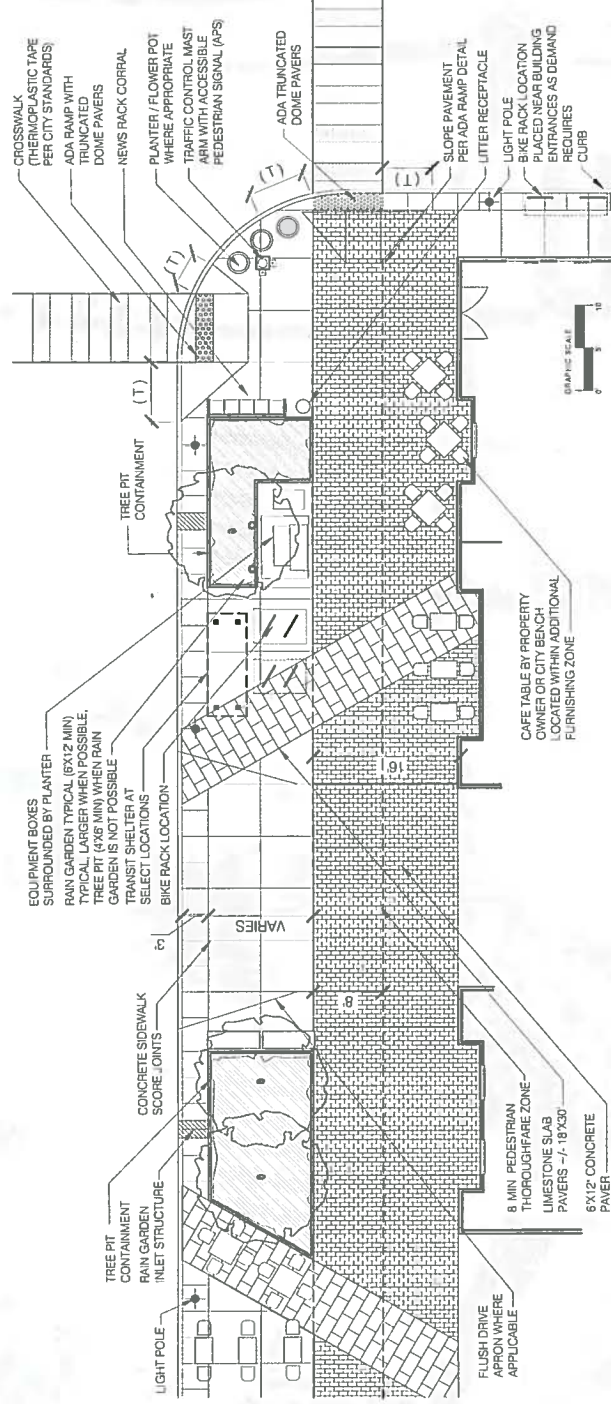 CROSSWALK
(THERMOPLASTIC TAPE
PER CITY STANDARDS)
ADA RAMP WITH
TRUNCATED
DOME PAVERS
NEWS RACK CORRAL
PLANTER / FLOWER POT
WHERE APPROPRIATE
TRAFFIC CONTROL MAST
ARM WITH ACCESSIBLE
PEDESTRIAN SIGNAL (APS)
ADA TRUNCATED
DOME PAVERS
SLOPE PAVEMENT
PER ADA RAMP DETAIL
LITTER RECEPTACLE
LIGHT POLE
BIKE RACK LOCATION
PLACED NEAR BUILDING
ENTRANCES AS DEMAND
REQUIRES
CURB
(T)
(T)
(T)
(T)
TREE PIT
CONTAINMENT
EQUIPMENT BOXES
SURROUNDED BY PLANTER
RAIN GARDEN TYPICAL (6'X12' MIN)
TYPICAL, LARGER WHEN POSSIBLE,
TREE PIT (4'X8' MIN) WHEN RAIN
GARDEN IS NOT POSSIBLE
TRANSIT SHELTER AT
SELECT LOCATIONS
BIKE RACK LOCATION
3'
VARIES
8'
16'
CONCRETE SIDEWALK
SCORE JOINTS
TREE PIT
CONTAINMENT
RAIN GARDEN
INLET STRUCTURE
LIGHT POLE
FLUSH DRIVE
APRON WHERE
APPLICABLE
8 MIN PEDESTRIAN
THOROUGHFARE ZONE
LIMESTONE SLAB
PAVERS -/- 18"X30"
6"X12" CONCRETE
PAVER
CAFE TABLE BY PROPERTY
OWNER OR CITY BENCH
LOCATED WITHIN ADDITIONAL
FURNISHING ZONE
GRAPHIC SCALE
0' 5 10